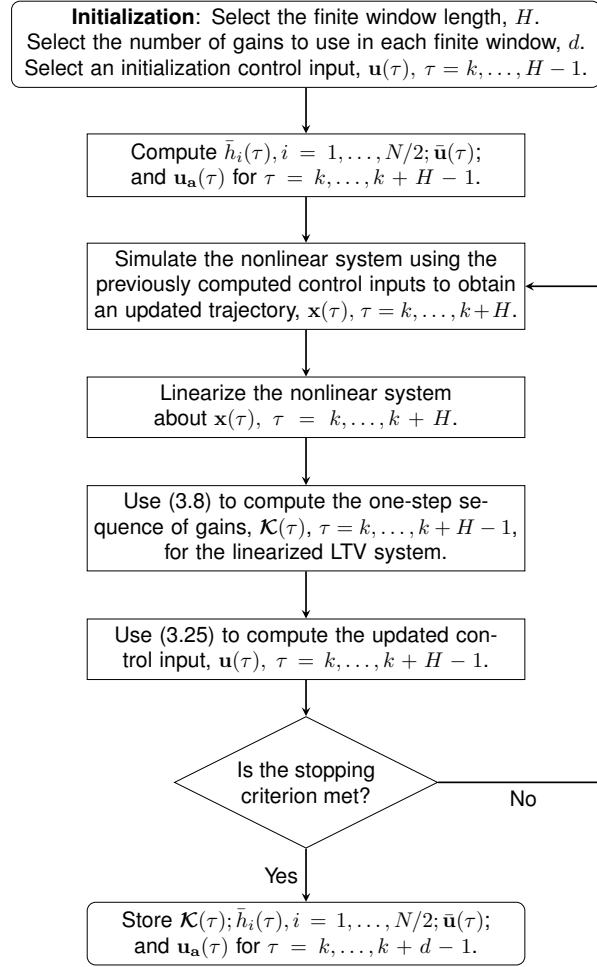 Initialization: Select the finite window length, H.
Select the number of gains to use in each finite window, d.
Select an initialization control input, u(τ), τ = k, . . . , H − 1.
Compute h̄ᵢ(τ), i = 1, . . . , N/2; ū(τ);
and uₐ(τ) for τ = k, . . . , k + H − 1.
Simulate the nonlinear system using the
previously computed control inputs to obtain
an updated trajectory, x(τ), τ = k, . . . , k+H.
Linearize the nonlinear system
about x(τ), τ = k, . . . , k + H.
Use (3.8) to compute the one-step se-
quence of gains, 𝓚(τ), τ = k, . . . , k + H − 1,
for the linearized LTV system.
Use (3.25) to compute the updated con-
trol input, u(τ), τ = k, . . . , k + H − 1.
Is the stopping
criterion met?
No
Yes
Store 𝓚(τ); h̄ᵢ(τ), i = 1, . . . , N/2; ū(τ);
and uₐ(τ) for τ = k, . . . , k + d − 1.